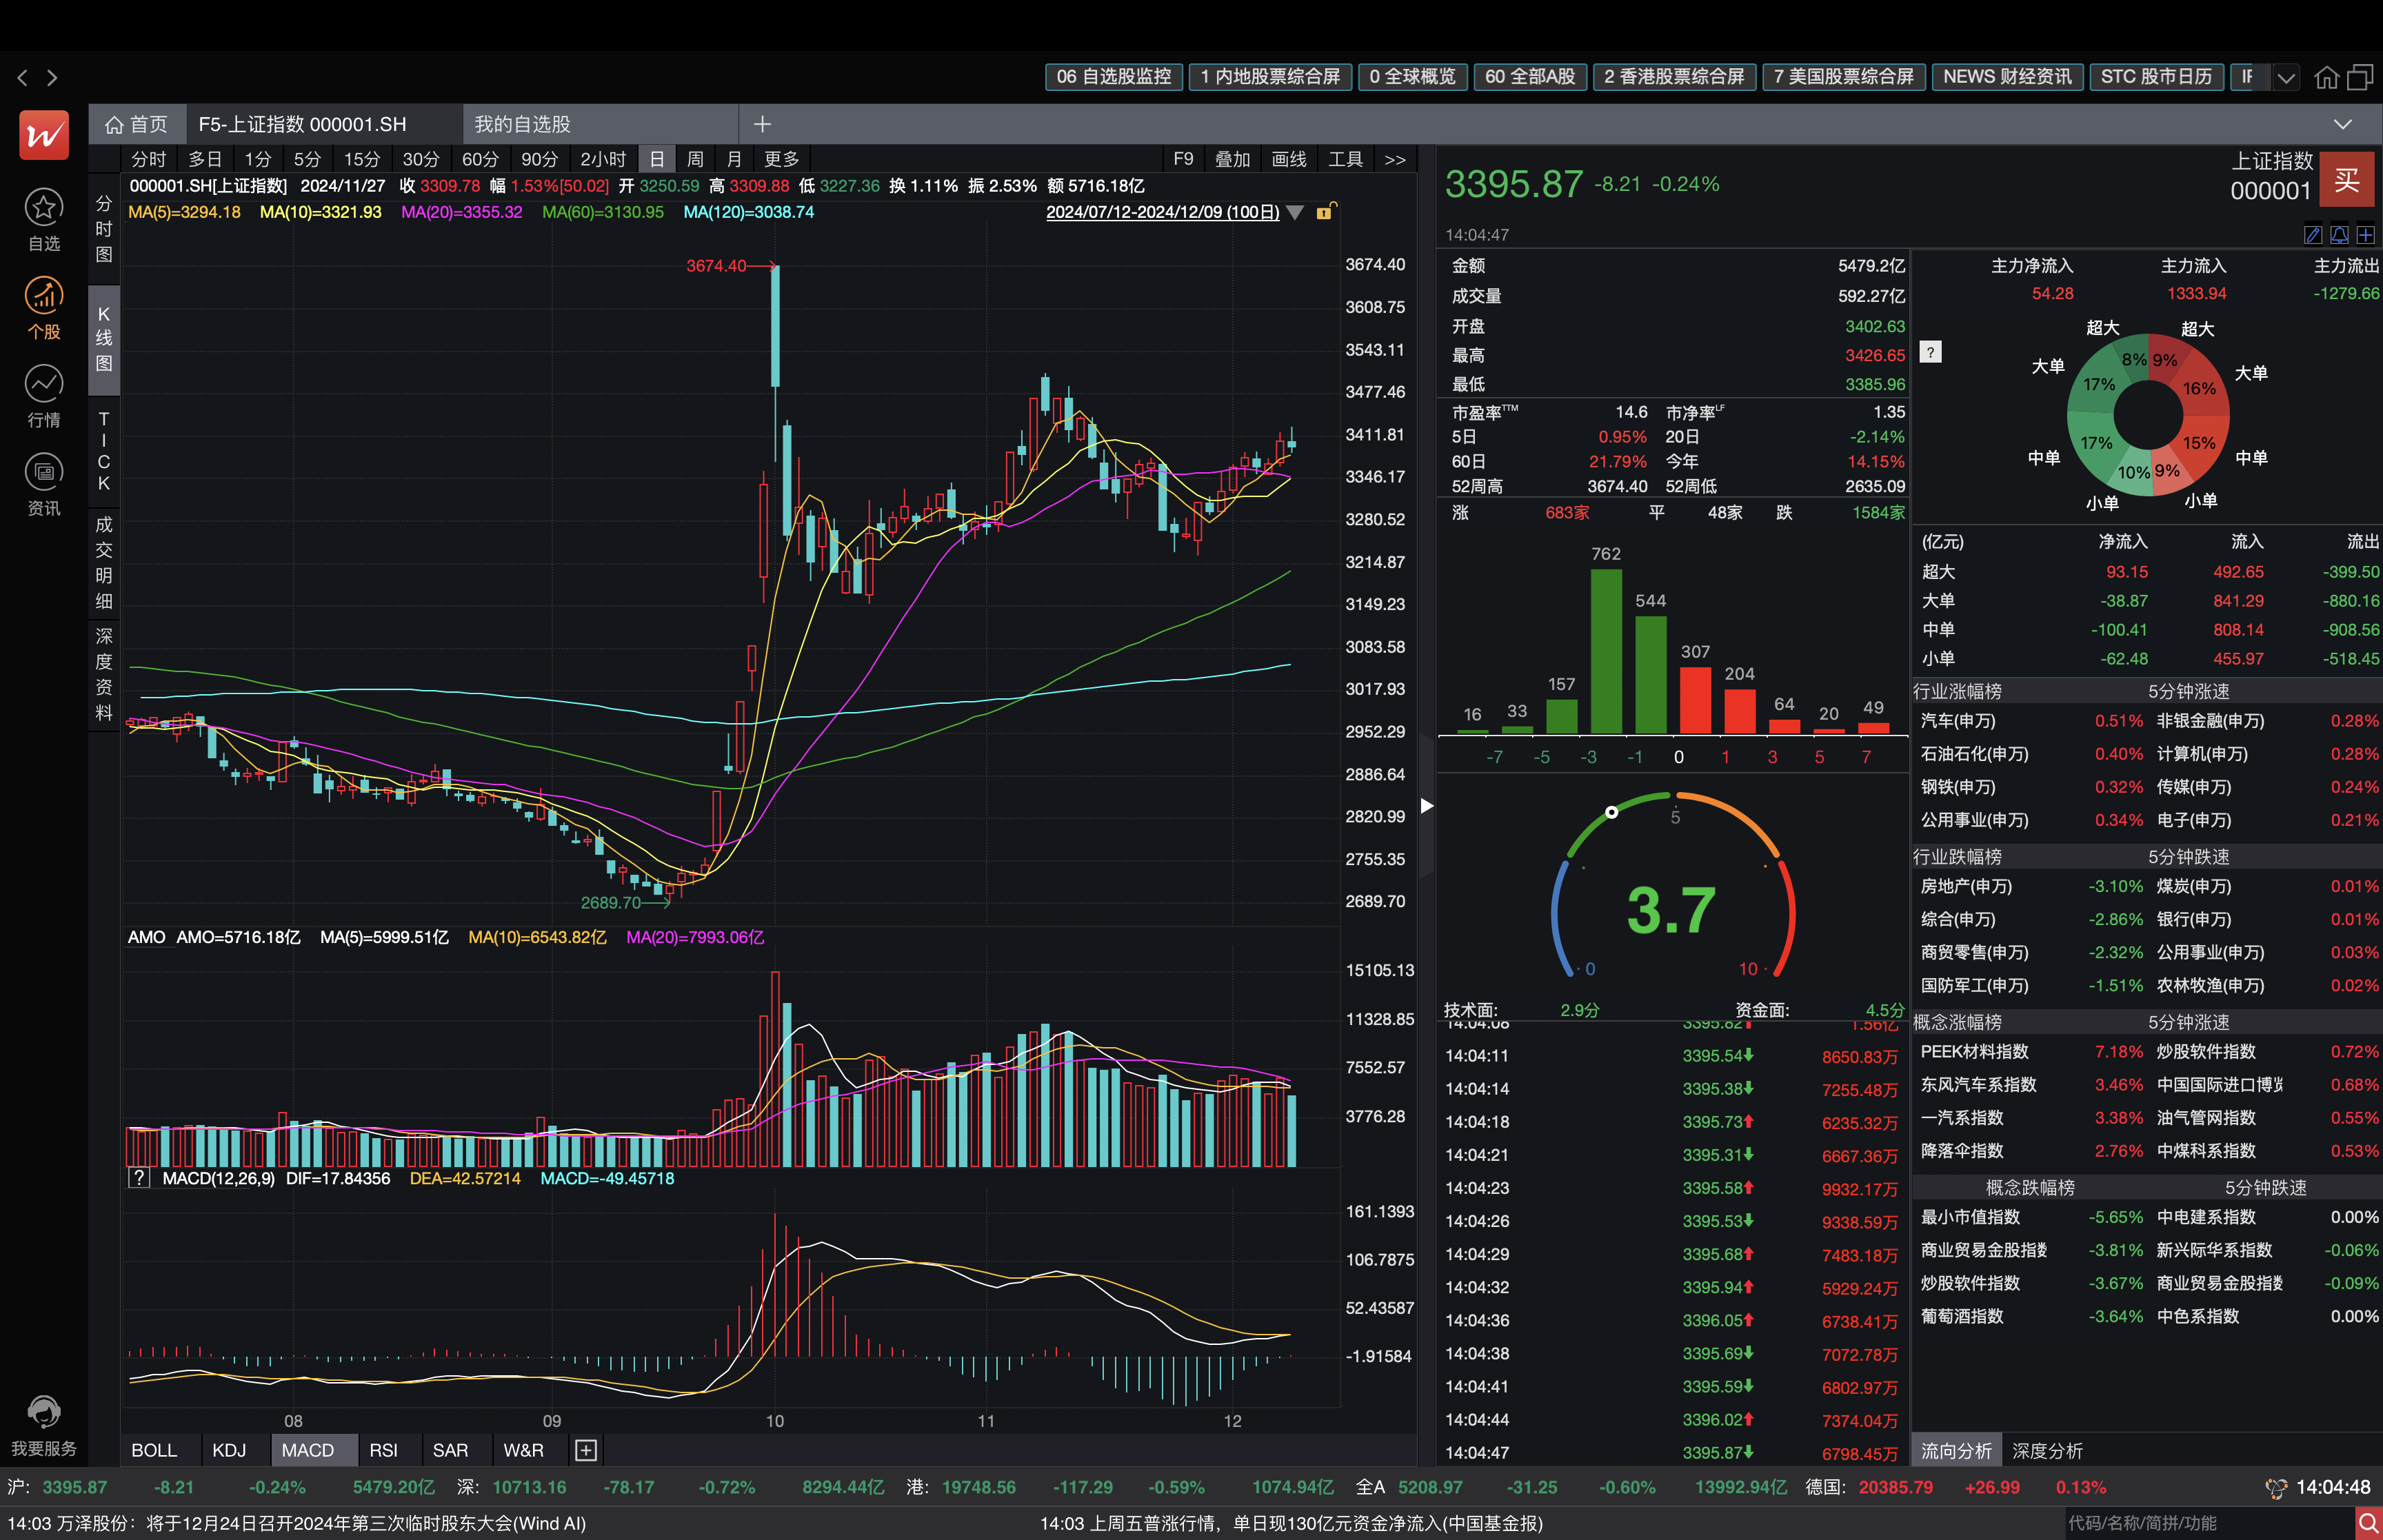 06 自选股监控 1 内地股票综合屏 0 全球概览 60 全部A股 2 香港股票综合屏 7 美国股票综合屏 NEWS 财经资讯 STC 股市日历
首页 F5-上证指数 000001.SH 我的自选股
分时 多日 1分 5分 15分 30分 60分 90分 2小时 日 周 月 更多 F9 叠加 画线 工具 >>
自选
个股
行情
资讯
我要服务
分时图
K线图
TICK
成交明细
深度资料
000001.SH[上证指数] 2024/11/27 收 3309.78 幅 1.53%[50.02] 开 3250.59 高 3309.88 低 3227.36 换 1.11% 振 2.53% 额 5716.18亿
MA(5)=3294.18 MA(10)=3321.93 MA(20)=3355.32 MA(60)=3130.95 MA(120)=3038.74 2024/07/12-2024/12/09 (100日)
3674.40
2689.70
3674.40
3608.75
3543.11
3477.46
3411.81
3346.17
3280.52
3214.87
3149.23
3083.58
3017.93
2952.29
2886.64
2820.99
2755.35
2689.70
AMO AMO=5716.18亿 MA(5)=5999.51亿 MA(10)=6543.82亿 MA(20)=7993.06亿
15105.13
11328.85
7552.57
3776.28
? MACD(12,26,9) DIF=17.84356 DEA=42.57214 MACD=-49.45718
161.1393
106.7875
52.43587
-1.91584
08 09 10 11 12
BOLL KDJ MACD RSI SAR W&R
3395.87 -8.21 -0.24%
上证指数
000001
买
14:04:47
金额 5479.2亿
成交量 592.27亿
开盘 3402.63
最高 3426.65
最低 3385.96
市盈率TTM 14.6 市净率LF 1.35
5日 0.95% 20日 -2.14%
60日 21.79% 今年 14.15%
52周高 3674.40 52周低 2635.09
涨 683家 平 48家 跌 1584家
16 33 157 762 544 307 204 64 20 49
-7 -5 -3 -1 0 1 3 5 7
5
3.7
0 10
技术面: 2.9分 资金面: 4.5分
14:04:08 3395.82 1.56亿
14:04:11 3395.54 8650.83万
14:04:14 3395.38 7255.48万
14:04:18 3395.73 6235.32万
14:04:21 3395.31 6667.36万
14:04:23 3395.58 9932.17万
14:04:26 3395.53 9338.59万
14:04:29 3395.68 7483.18万
14:04:32 3395.94 5929.24万
14:04:36 3396.05 6738.41万
14:04:38 3395.69 7072.78万
14:04:41 3395.59 6802.97万
14:04:44 3396.02 7374.04万
14:04:47 3395.87 6798.45万
主力净流入 主力流入 主力流出
54.28 1333.94 -1279.66
?
超大 超大
大单 大单
中单 中单
小单 小单
8% 9%
17% 16%
17% 15%
10% 9%
(亿元) 净流入 流入 流出
超大 93.15 492.65 -399.50
大单 -38.87 841.29 -880.16
中单 -100.41 808.14 -908.56
小单 -62.48 455.97 -518.45
行业涨幅榜 5分钟涨速
汽车(申万) 0.51% 非银金融(申万) 0.28%
石油石化(申万) 0.40% 计算机(申万) 0.28%
钢铁(申万) 0.32% 传媒(申万) 0.24%
公用事业(申万) 0.34% 电子(申万) 0.21%
行业跌幅榜 5分钟跌速
房地产(申万) -3.10% 煤炭(申万) 0.01%
综合(申万) -2.86% 银行(申万) 0.01%
商贸零售(申万) -2.32% 公用事业(申万) 0.03%
国防军工(申万) -1.51% 农林牧渔(申万) 0.02%
概念涨幅榜 5分钟涨速
PEEK材料指数 7.18% 炒股软件指数 0.72%
东风汽车系指数 3.46% 中国国际进口博览 0.68%
一汽系指数 3.38% 油气管网指数 0.55%
降落伞指数 2.76% 中煤科系指数 0.53%
概念跌幅榜 5分钟跌速
最小市值指数 -5.65% 中电建系指数 0.00%
商业贸易金股指数 -3.81% 新兴际华系指数 -0.06%
炒股软件指数 -3.67% 商业贸易金股指数 -0.09%
葡萄酒指数 -3.64% 中色系指数 0.00%
流向分析 深度分析
沪: 3395.87 -8.21 -0.24% 5479.20亿 深: 10713.16 -78.17 -0.72% 8294.44亿 港: 19748.56 -117.29 -0.59% 1074.94亿 全A 5208.97 -31.25 -0.60% 13992.94亿 德国: 20385.79 +26.99 0.13% 14:04:48
14:03 万泽股份：将于12月24日召开2024年第三次临时股东大会(Wind AI) 14:03 上周五普涨行情，单日现130亿元资金净流入(中国基金报) 代码/名称/简拼/功能